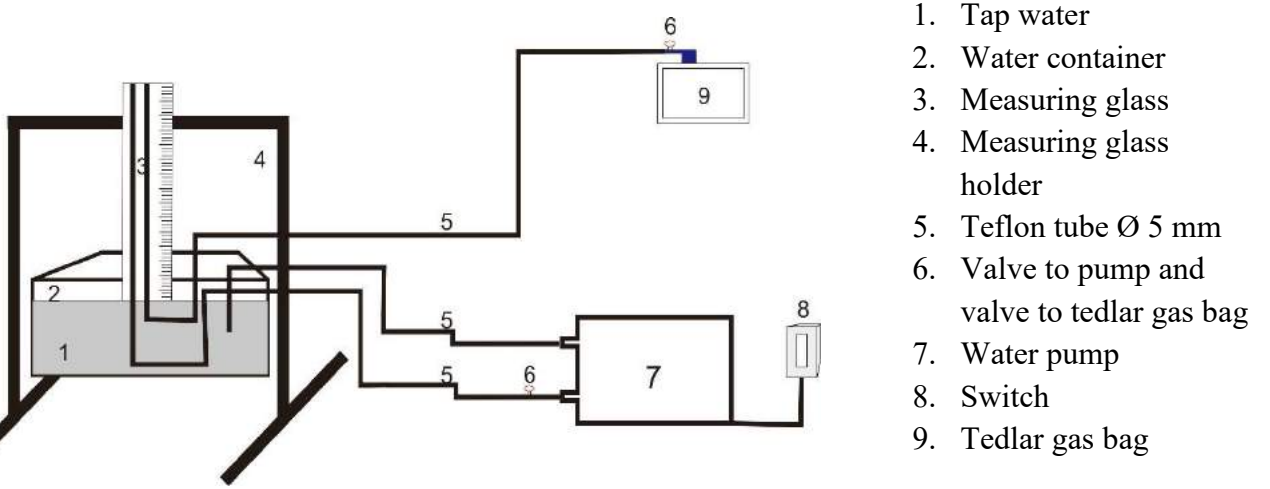 6
9
3
4
5
2
8
1
5
7
5
6
1. Tap water
2. Water container
3. Measuring glass
4. Measuring glass
holder
5. Teflon tube Ø 5 mm
6. Valve to pump and
valve to tedlar gas bag
7. Water pump
8. Switch
9. Tedlar gas bag